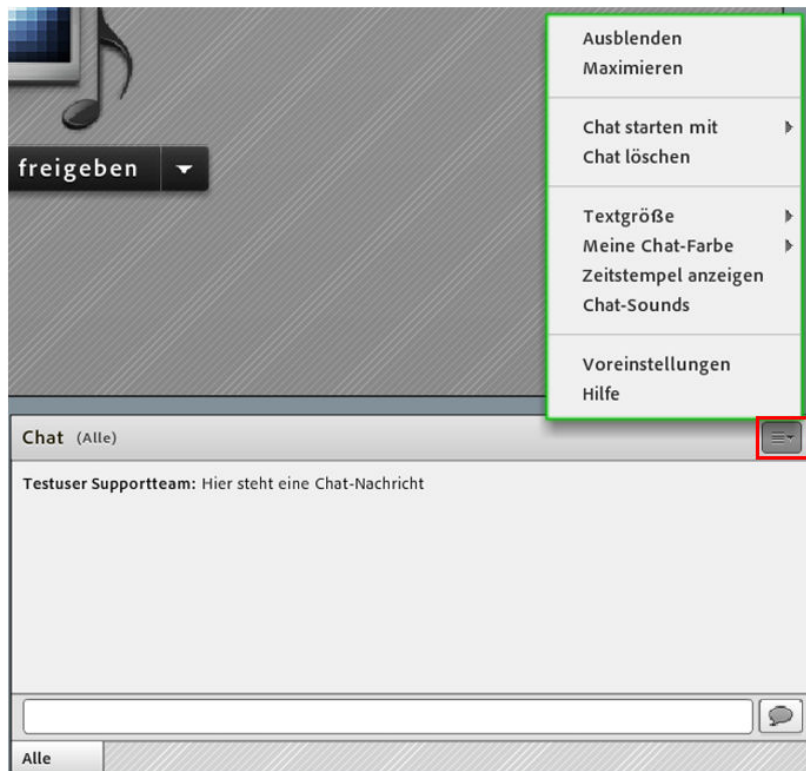 Ausblenden
Maximieren
Chat starten mit
Chat löschen
freigeben
Textgröße
Meine Chat-Farbe
Zeitstempel anzeigen
Chat-Sounds
Voreinstellungen
Hilfe
Chat (Alle)
Testuser Supportteam: Hier steht eine Chat-Nachricht
Alle